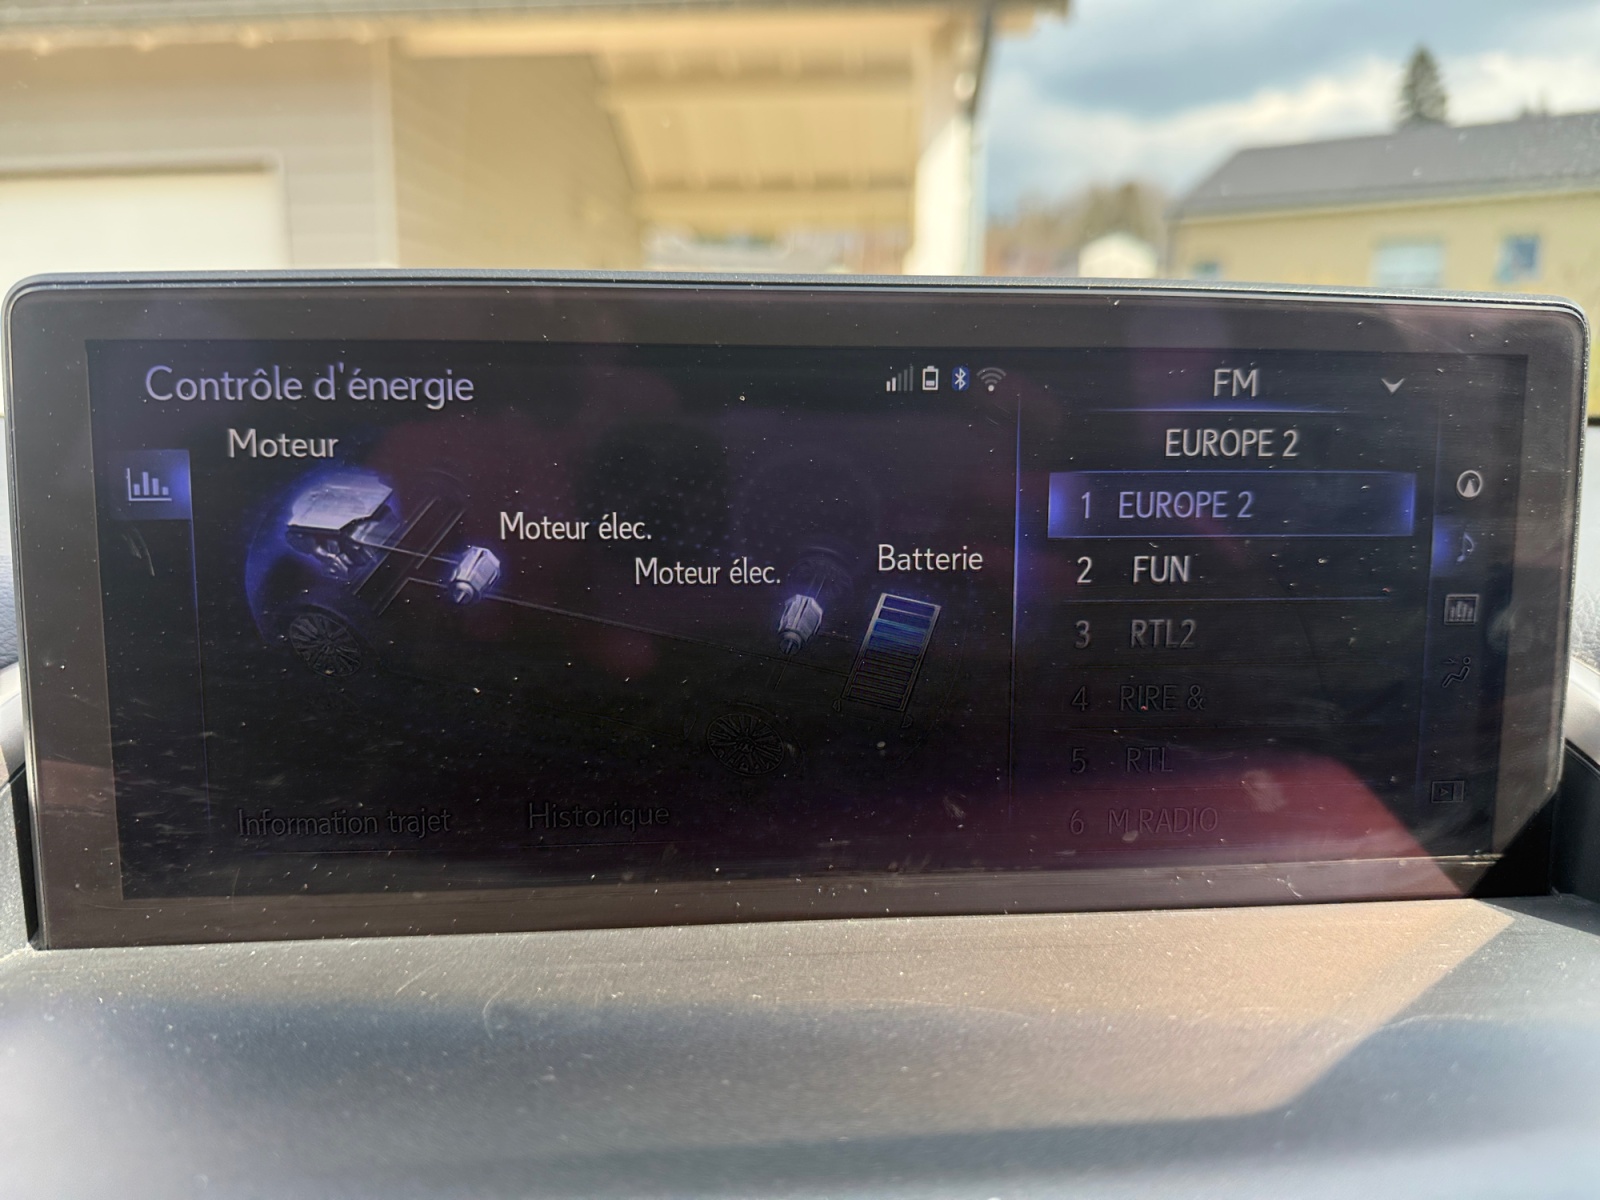 Contrôle d'énergie
Moteur
Moteur élec.
Moteur élec.
Batterie
Information trajet
Historique
FM
EUROPE 2
1 EUROPE 2
2 FUN
3 RTL2
4 RIRE &
5 RTL
6 M RADIO